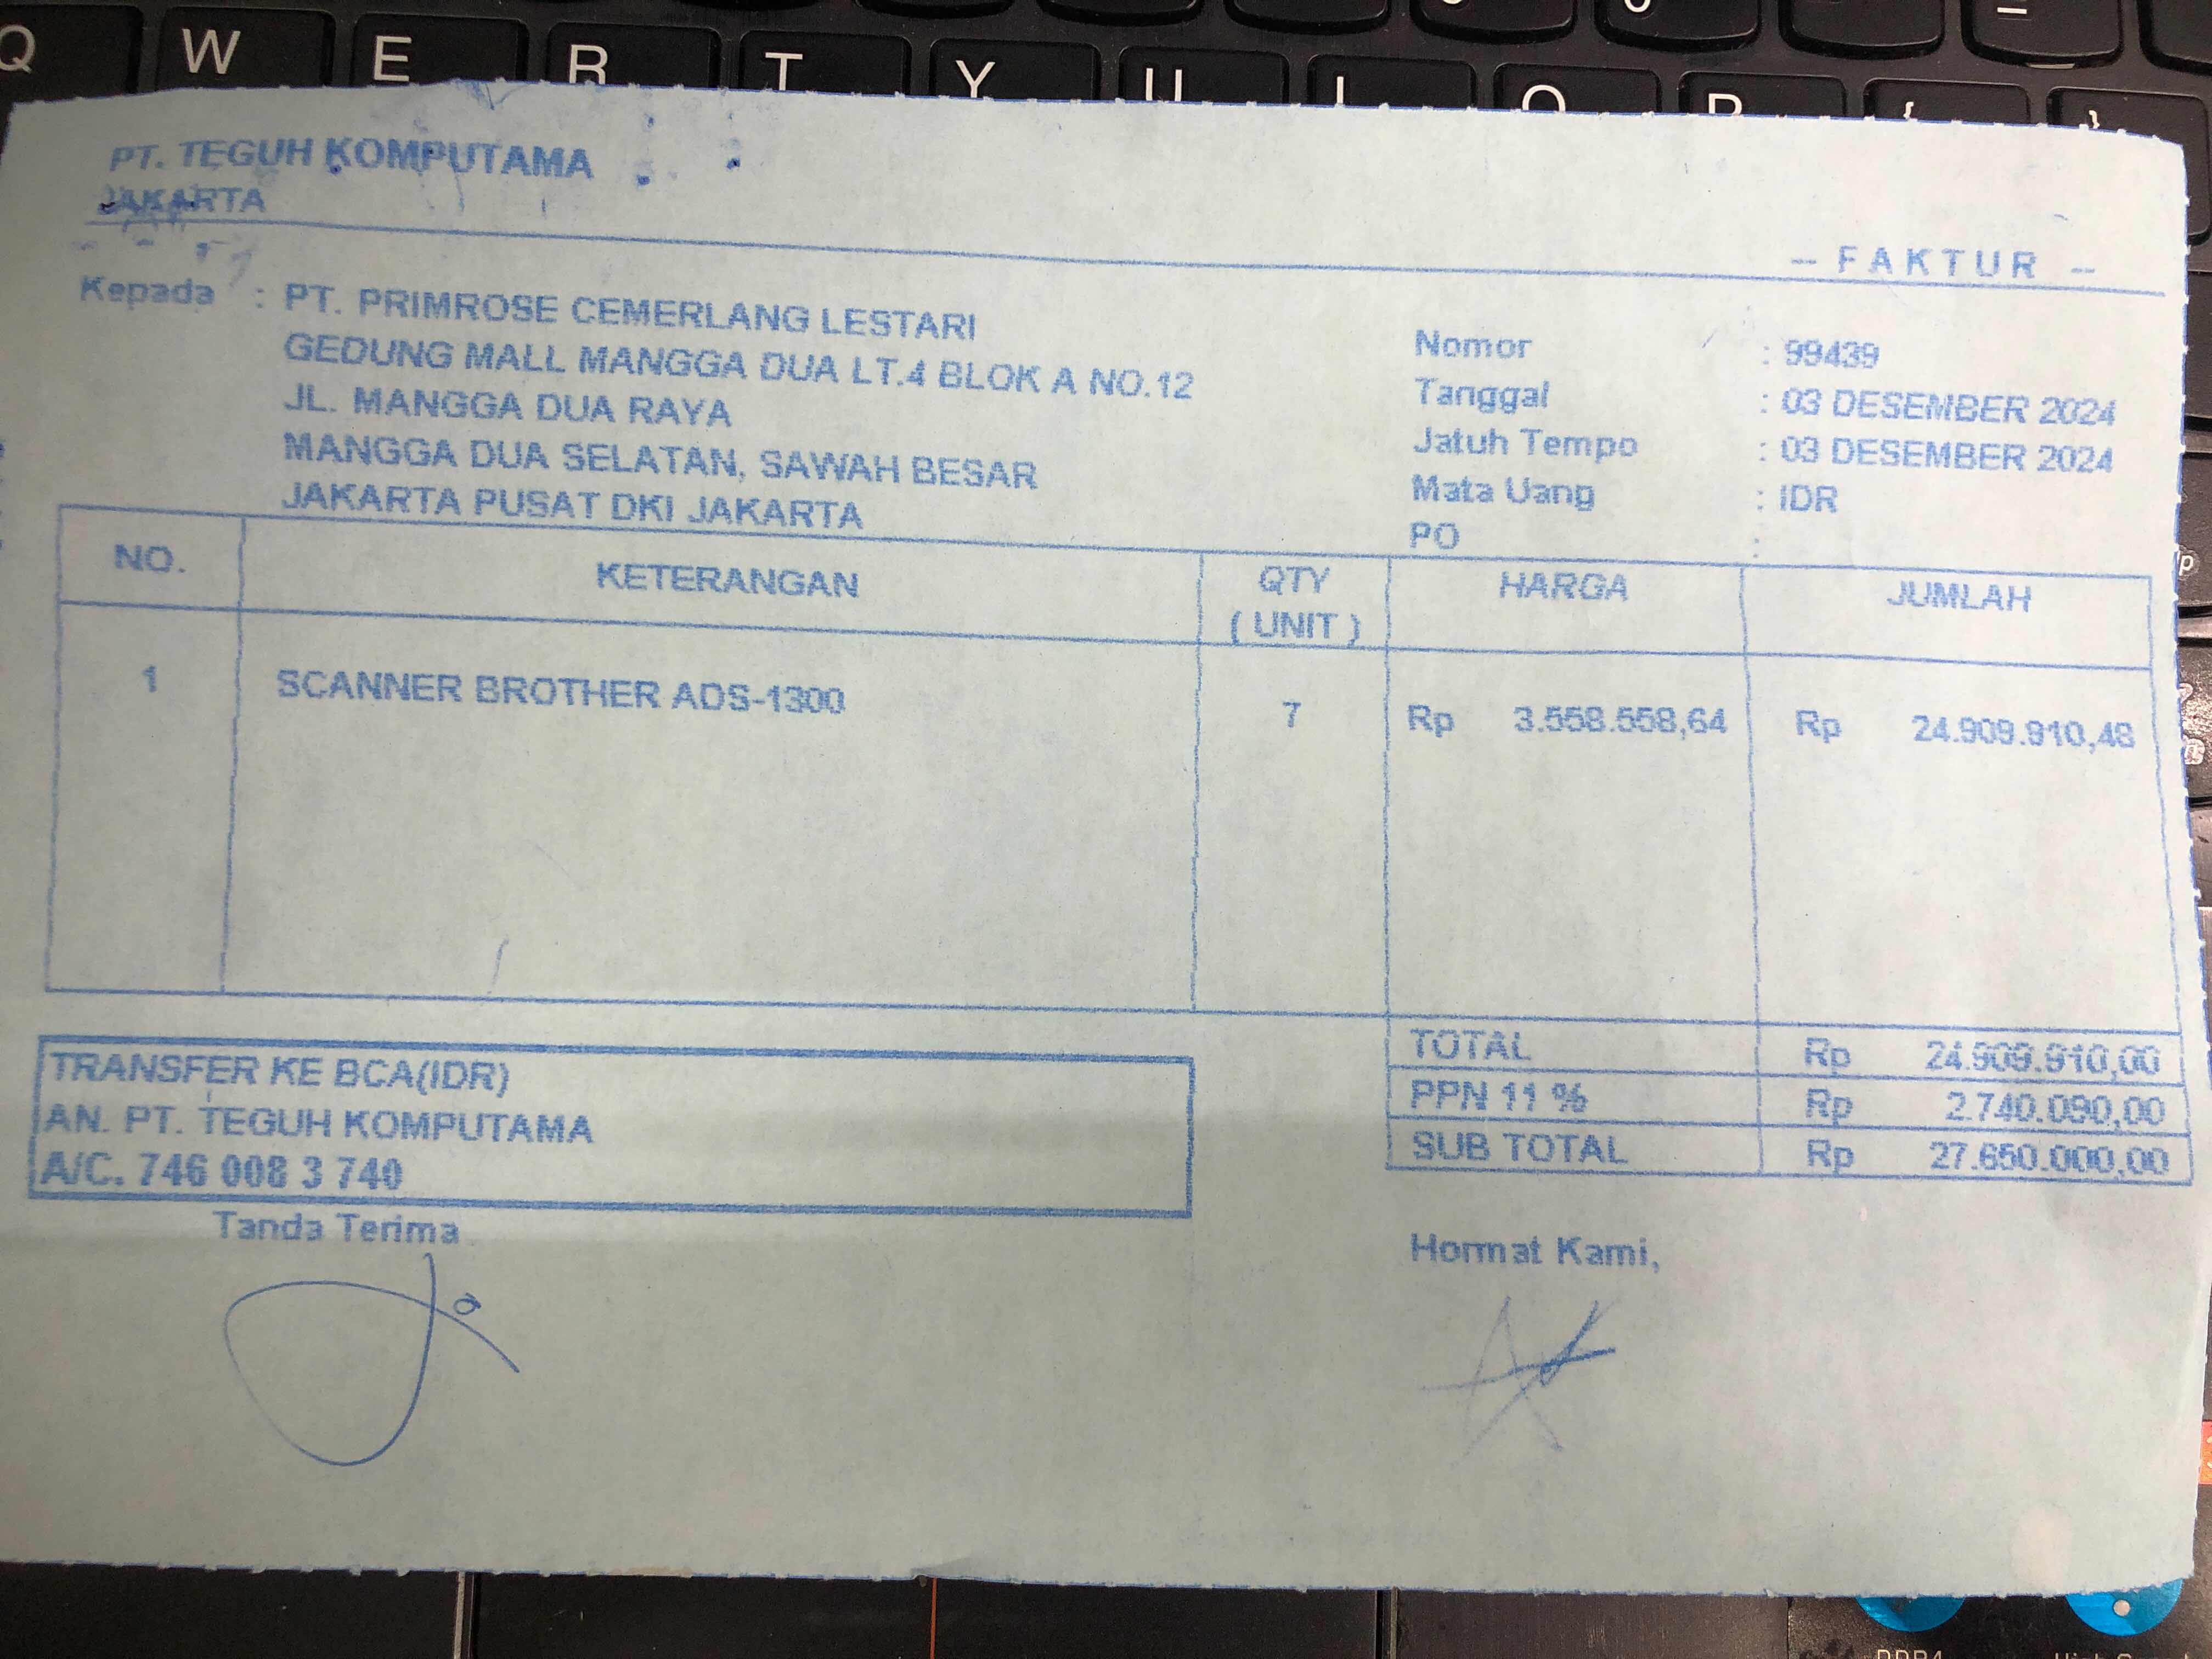 Q W E R T Y U I O P { }
PT. TEGUH KOMPUTAMA
JAKARTA
-- F A K T U R --
Kepada : PT. PRIMROSE CEMERLANG LESTARI
GEDUNG MALL MANGGA DUA LT.4 BLOK A NO.12
JL. MANGGA DUA RAYA
MANGGA DUA SELATAN, SAWAH BESAR
JAKARTA PUSAT DKI JAKARTA
Nomor : 99439
Tanggal : 03 DESEMBER 2024
Jatuh Tempo : 03 DESEMBER 2024
Mata Uang : IDR
PO :
NO. KETERANGAN QTY ( UNIT ) HARGA JUMLAH
1 SCANNER BROTHER ADS-1300 7 Rp 3.558.558,64 Rp 24.909.910,48
TOTAL Rp 24.909.910,00
PPN 11 % Rp 2.740.090,00
SUB TOTAL Rp 27.650.000,00
TRANSFER KE BCA(IDR)
AN. PT. TEGUH KOMPUTAMA
A/C. 746 008 3 740
Tanda Terima
Hormat Kami,